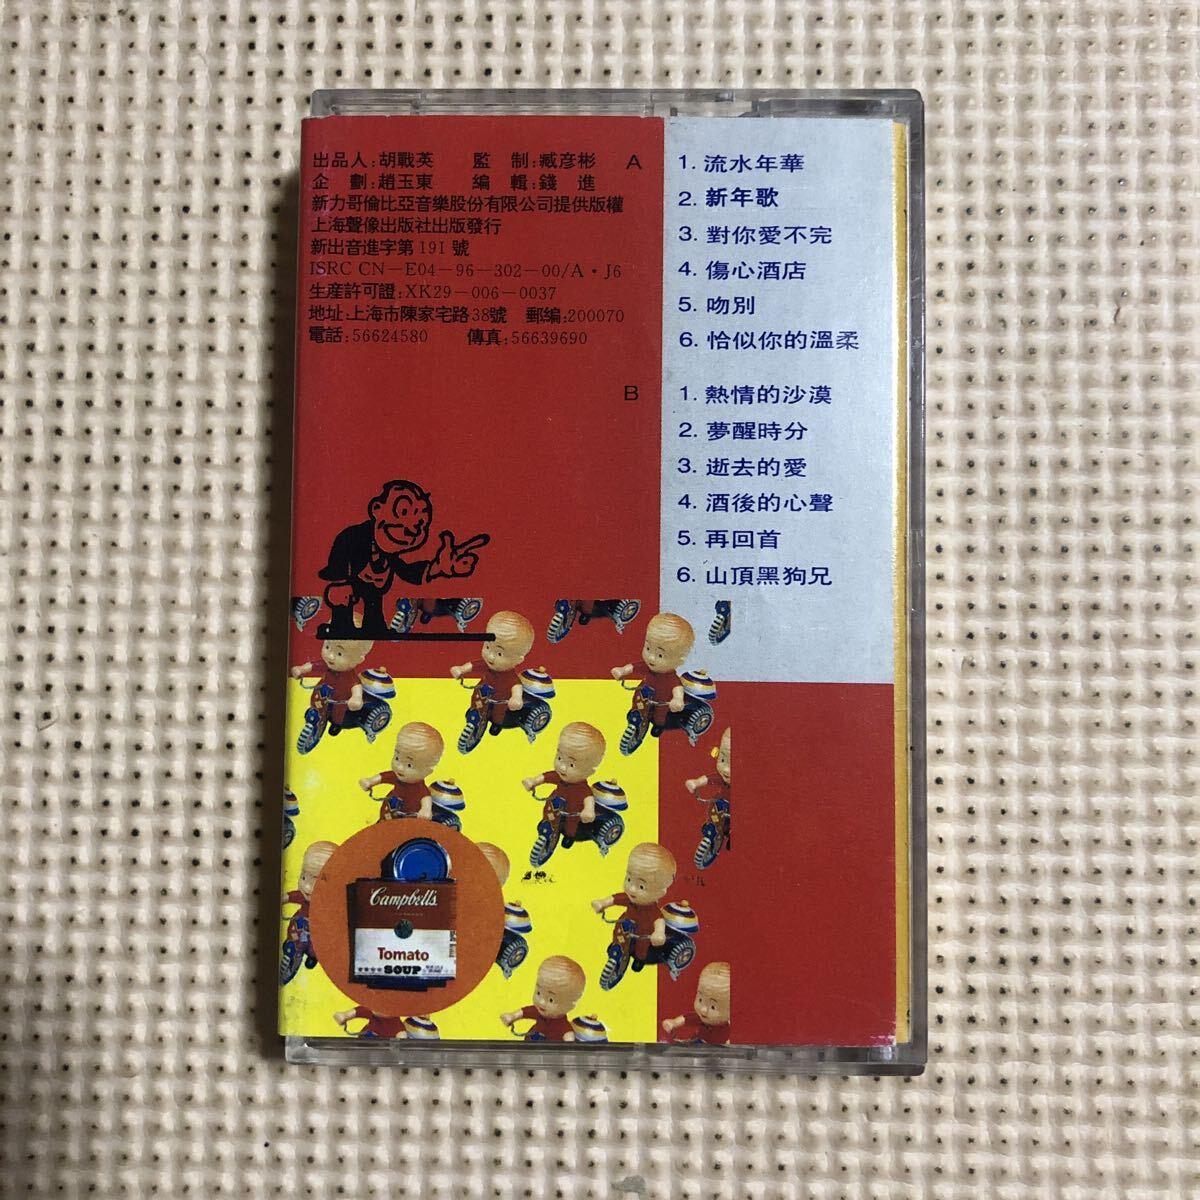 出品人:胡戰英　監　制:臧彥彬
企　劃:趙玉東　編　輯:錢　進
新力哥倫比亞音樂股份有限公司提供版權
上海聲像出版社出版發行
新出音進字第191號
ISRC CN－E04－96－302－00/A・J6
生産許可證:XK29－006－0037
地址:上海市陳家宅路38號　郵編:200070
電話:56624580　傳真:56639690
A
1. 流水年華
2. 新年歌
3. 對你愛不完
4. 傷心酒店
5. 吻別
6. 恰似你的溫柔
B
1. 熱情的沙漠
2. 夢醒時分
3. 逝去的愛
4. 酒後的心聲
5. 再回首
6. 山頂黑狗兄
Campbell's
Tomato
SOUP